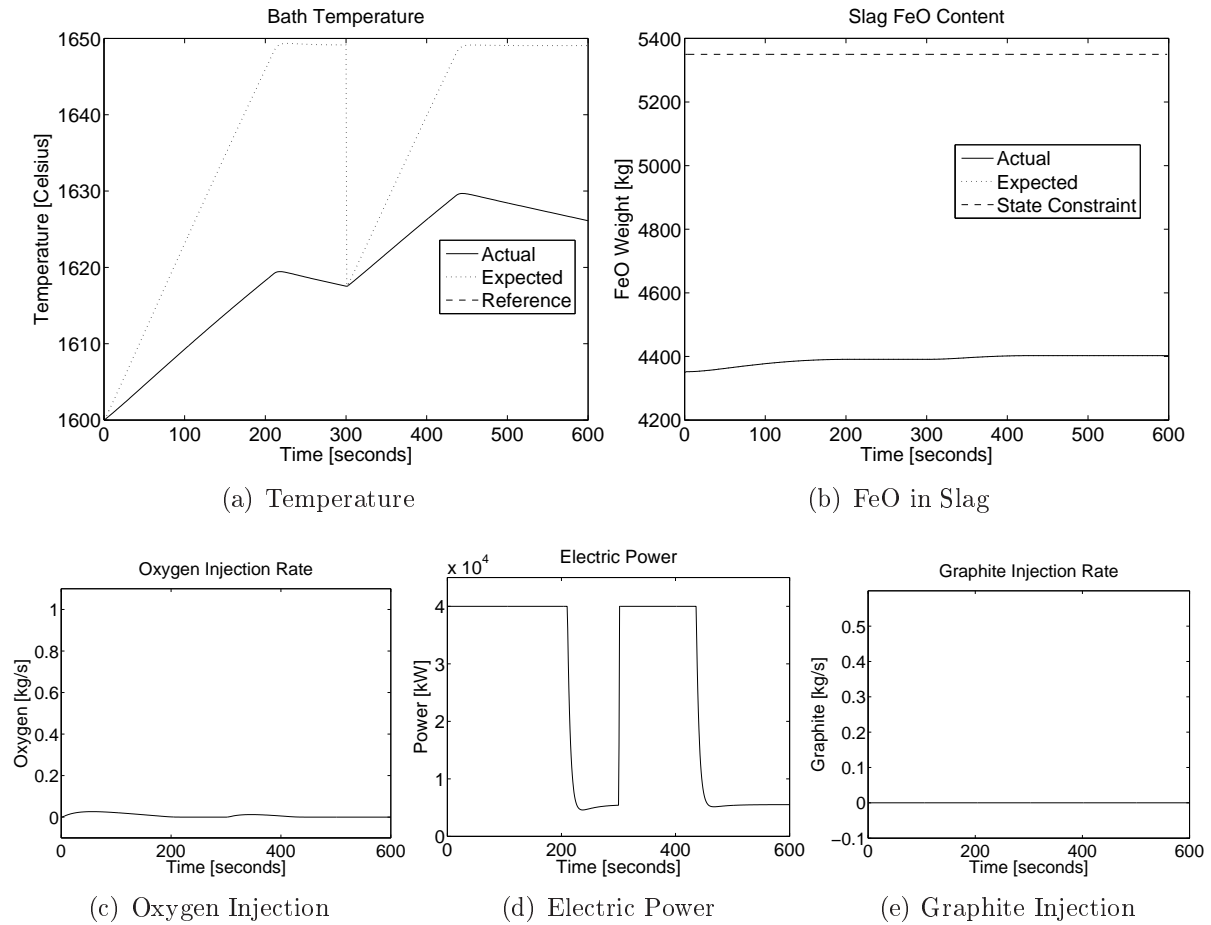 Bath Temperature
1650
1640
1630
1620
1610
1600
0
100
200
300
400
500
600
Temperature [Celsius]
Time [seconds]
Actual
Expected
Reference
(a) Temperature
Slag FeO Content
5400
5200
5000
4800
4600
4400
4200
0
100
200
300
400
500
600
FeO Weight [kg]
Time [seconds]
Actual
Expected
State Constraint
(b) FeO in Slag
Oxygen Injection Rate
1
0.8
0.6
0.4
0.2
0
0
200
400
600
Oxygen [kg/s]
Time [seconds]
(c) Oxygen Injection
Electric Power
x 10^4
4
3
2
1
0
0
200
400
600
Power [kW]
Time [seconds]
(d) Electric Power
Graphite Injection Rate
0.5
0.4
0.3
0.2
0.1
0
−0.1
0
200
400
600
Graphite [kg/s]
Time [seconds]
(e) Graphite Injection